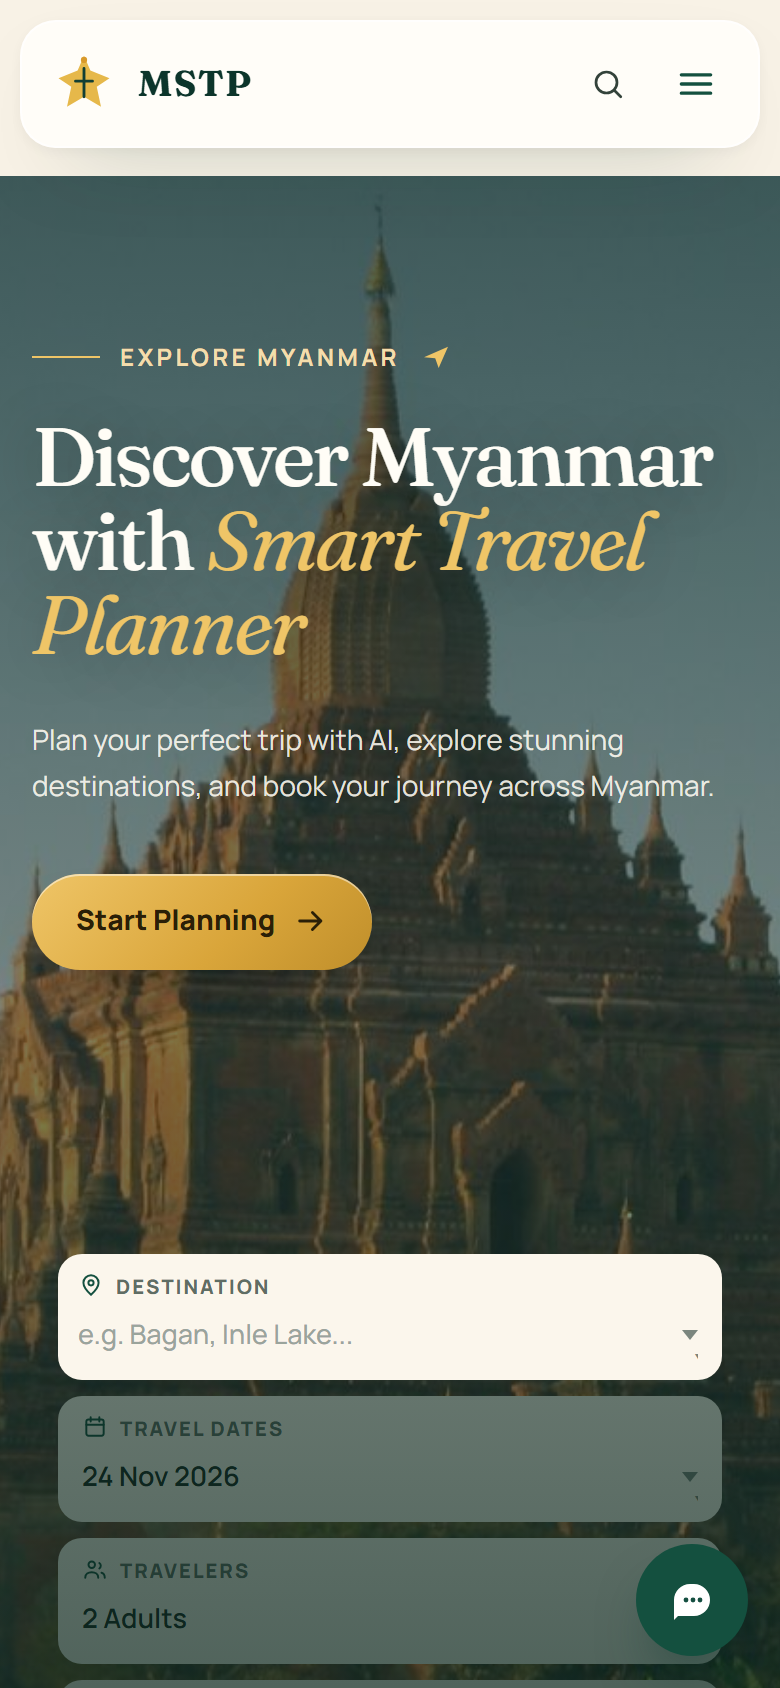 MSTP
EXPLORE MYANMAR
Discover Myanmar
with Smart Travel
Planner
Plan your perfect trip with AI, explore stunning
destinations, and book your journey across Myanmar.
Start Planning
DESTINATION
e.g. Bagan, Inle Lake...
TRAVEL DATES
24 Nov 2026
TRAVELERS
2 Adults